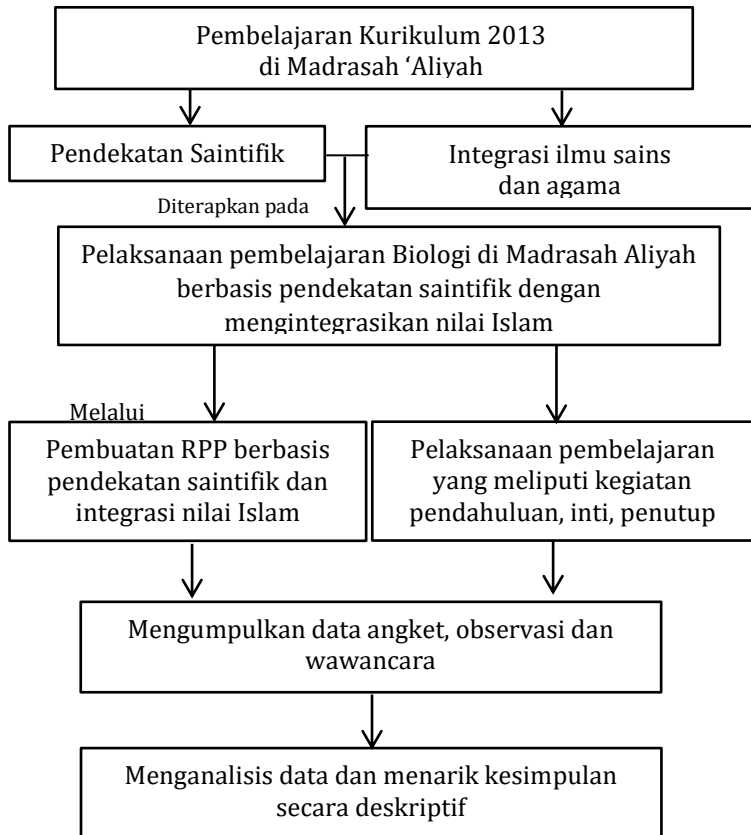 Pembelajaran Kurikulum 2013
di Madrasah ‘Aliyah
Pendekatan Saintifik
Integrasi ilmu sains
dan agama
Diterapkan pada
Pelaksanaan pembelajaran Biologi di Madrasah Aliyah
berbasis pendekatan saintifik dengan
mengintegrasikan nilai Islam
Melalui
Pembuatan RPP berbasis
pendekatan saintifik dan
integrasi nilai Islam
Pelaksanaan pembelajaran
yang meliputi kegiatan
pendahuluan, inti, penutup
Mengumpulkan data angket, observasi dan
wawancara
Menganalisis data dan menarik kesimpulan
secara deskriptif